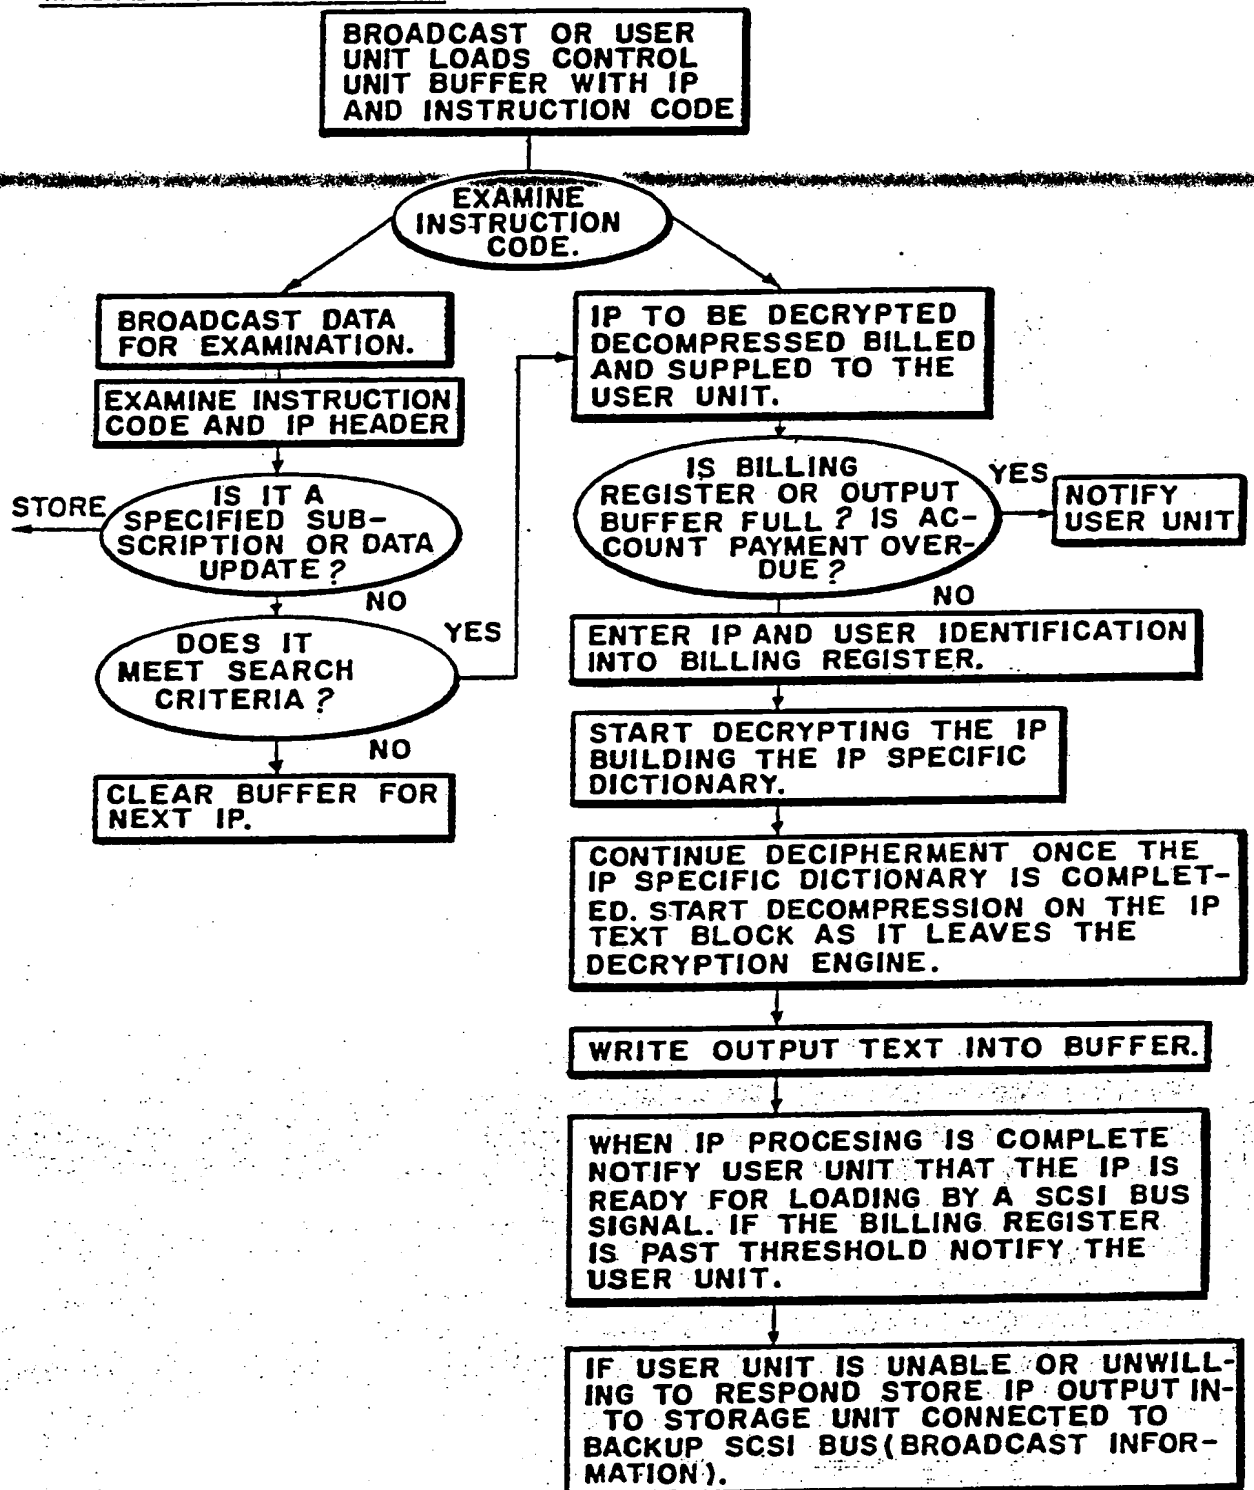 BROADCAST OR USER
UNIT LOADS CONTROL
UNIT BUFFER WITH IP
AND INSTRUCTION CODE
EXAMINE
INSTRUCTION
CODE.
BROADCAST DATA
FOR EXAMINATION.
EXAMINE INSTRUCTION
CODE AND IP HEADER
STORE
IS IT A
SPECIFIED SUB-
SCRIPTION OR DATA
UPDATE?
NO
DOES IT
MEET SEARCH
CRITERIA?
YES
NO
CLEAR BUFFER FOR
NEXT IP.
IP TO BE DECRYPTED
DECOMPRESSED BILLED
AND SUPPLED TO THE
USER UNIT.
IS BILLING
REGISTER OR OUTPUT
BUFFER FULL? IS AC-
COUNT PAYMENT OVER-
DUE?
YES
NOTIFY
USER UNIT
NO
ENTER IP AND USER IDENTIFICATION
INTO BILLING REGISTER.
START DECRYPTING THE IP
BUILDING THE IP SPECIFIC
DICTIONARY.
CONTINUE DECIPHERMENT ONCE THE
IP SPECIFIC DICTIONARY IS COMPLET-
ED. START DECOMPRESSION ON THE IP
TEXT BLOCK AS IT LEAVES THE
DECRYPTION ENGINE.
WRITE OUTPUT TEXT INTO BUFFER.
WHEN IP PROCESING IS COMPLETE
NOTIFY USER UNIT THAT THE IP IS
READY FOR LOADING BY A SCSI BUS
SIGNAL. IF THE BILLING REGISTER
IS PAST THRESHOLD NOTIFY THE
USER UNIT.
IF USER UNIT IS UNABLE OR UNWILL-
ING TO RESPOND STORE IP OUTPUT IN-
TO STORAGE UNIT CONNECTED TO
BACKUP SCSI BUS (BROADCAST INFOR-
MATION).